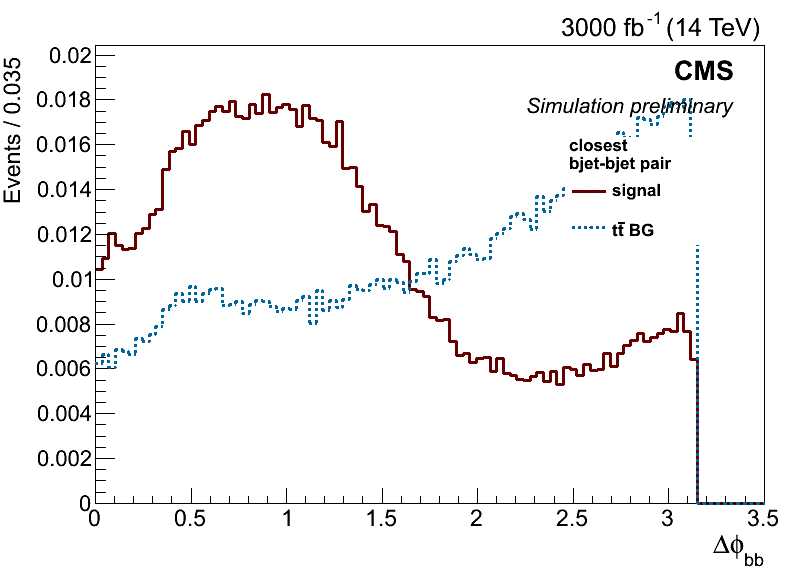 3000 fb⁻¹ (14 TeV)
CMS
Simulation preliminary
closest
bjet-bjet pair
signal
tt̄ BG
Events / 0.035
0.02
0.018
0.016
0.014
0.012
0.01
0.008
0.006
0.004
0.002
0
0 0.5 1 1.5 2 2.5 3 3.5
Δϕbb